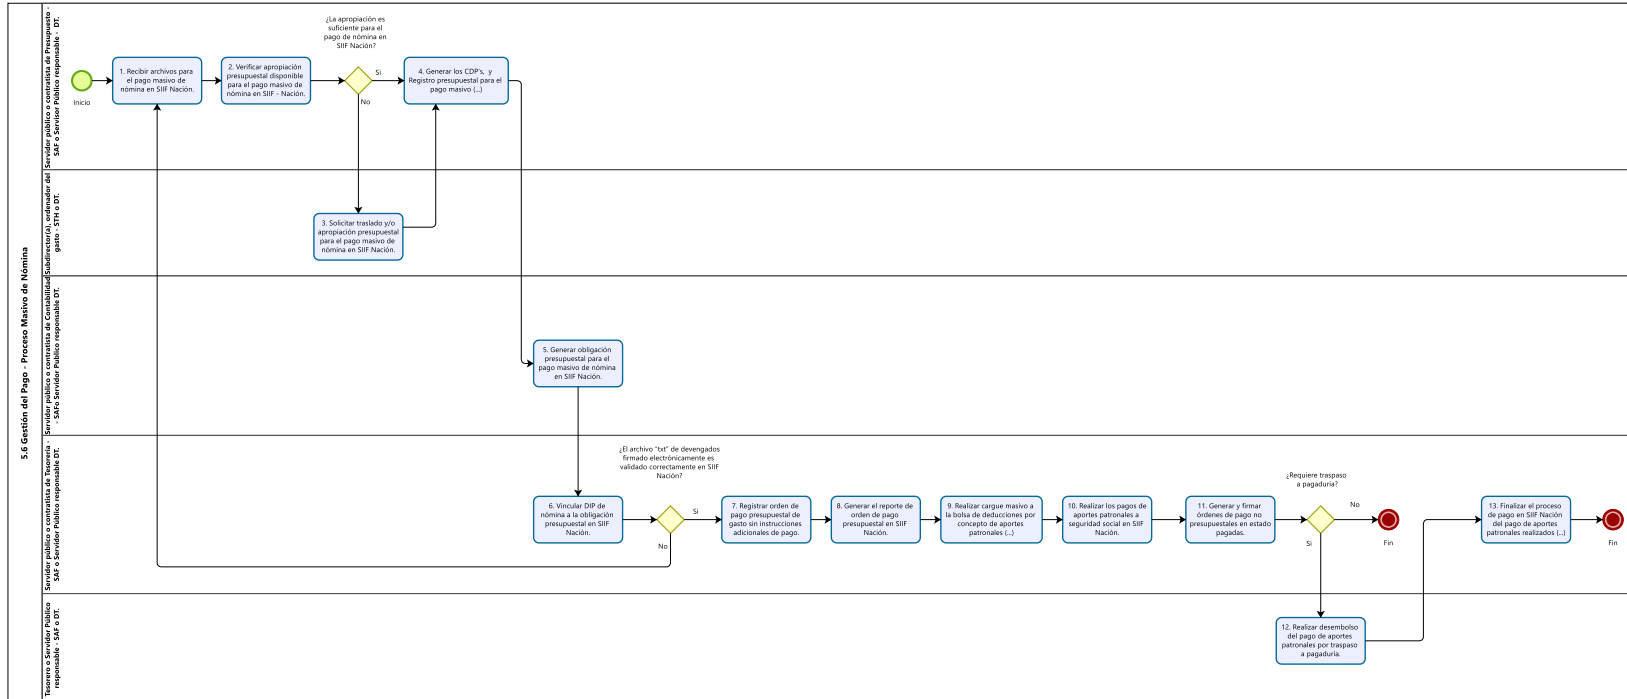 5.6 Gestión del Pago - Proceso Masivo de Nómina
Servidor público o contratista de Presupuesto -
SAF o Servisor Público responsable - DT.
Inicio
1. Recibir archivos para
el pago masivo de
nómina en SIIF Nación.
2. Verificar apropiación
presupuestal disponible
para el pago masivo de
nómina en SIIF - Nación.
¿La apropiación es
suficiente para el
pago de nómina en
SIIF Nación?
Si
No
4. Generar los CDP's, y
Registro presupuestal para el
pago masivo (...)
Subdirector(a), ordenador del
gasto - STH o DT.
3. Solicitar traslado y/o
apropiación presupuestal
para el pago masivo de
nómina en SIIF Nación.
Servidor público o contratista de Contabilidad
- SAFo Servidor Publico responsable DT.
5. Generar obligación
presupuestal para el
pago masivo de nómina
en SIIF Nación.
Servidor público o contratista de Tesorería -
SAF o Servidor Público responsable DT.
6. Vincular DIP de
nómina a la obligación
presupuestal en SIIF
Nación.
¿El archivo "txt" de devengados
firmado electrónicamente es
validado correctamente en SIIF
Nación?
Si
No
7. Registrar orden de
pago presupuestal de
gasto sin instrucciones
adicionales de pago.
8. Generar el reporte de
orden de pago
presupuestal en SIIF
Nación.
9. Realizar cargue masivo a
la bolsa de deducciones por
concepto de aportes
patronales (...)
10. Realizar los pagos de
aportes patronales a
seguridad social en SIIF
Nación.
11. Generar y firmar
órdenes de pago no
presupuestales en estado
pagadas.
¿Requiere traspaso
a pagaduría?
No
Si
Fin
13. Finalizar el proceso
de pago en SIIF Nación
del pago de aportes
patronales realizados (...)
Fin
Tesorero o Servidor Público
responsable - SAF o DT.
12. Realizar desembolso
del pago de aportes
patronales por traspaso
a pagaduría.